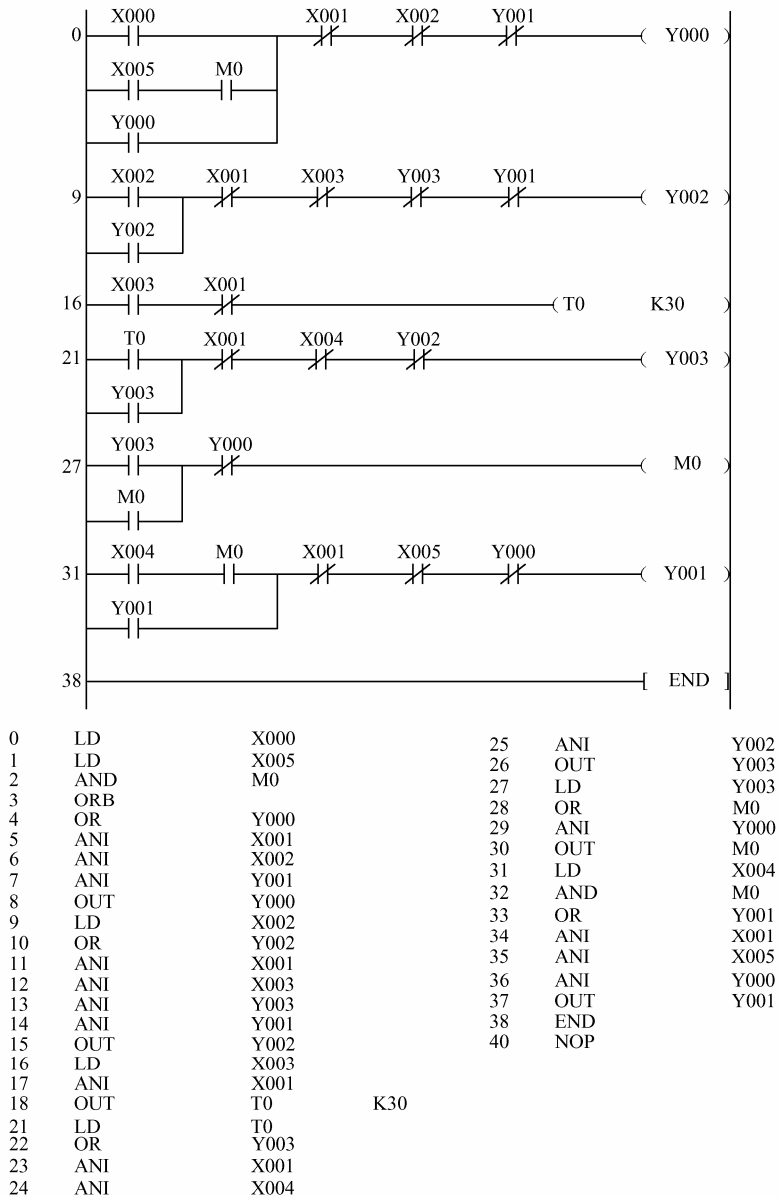 X000 X001 X002 Y001
0 ( Y000 )
X005 M0
Y000
X002 X001 X003 Y003 Y001
9 ( Y002 )
Y002
X003 X001
16 ( T0 K30 )
T0 X001 X004 Y002
21 ( Y003 )
Y003
Y003 Y000
27 ( M0 )
M0
X004 M0 X001 X005 Y000
31 ( Y001 )
Y001
38 [ END ]
0 LD X000
1 LD X005
2 AND M0
3 ORB
4 OR Y000
5 ANI X001
6 ANI X002
7 ANI Y001
8 OUT Y000
9 LD X002
10 OR Y002
11 ANI X001
12 ANI X003
13 ANI Y003
14 ANI Y001
15 OUT Y002
16 LD X003
17 ANI X001
18 OUT T0 K30
21 LD T0
22 OR Y003
23 ANI X001
24 ANI X004
25 ANI Y002
26 OUT Y003
27 LD Y003
28 OR M0
29 ANI Y000
30 OUT M0
31 LD X004
32 AND M0
33 OR Y001
34 ANI X001
35 ANI X005
36 ANI Y000
37 OUT Y001
38 END
40 NOP